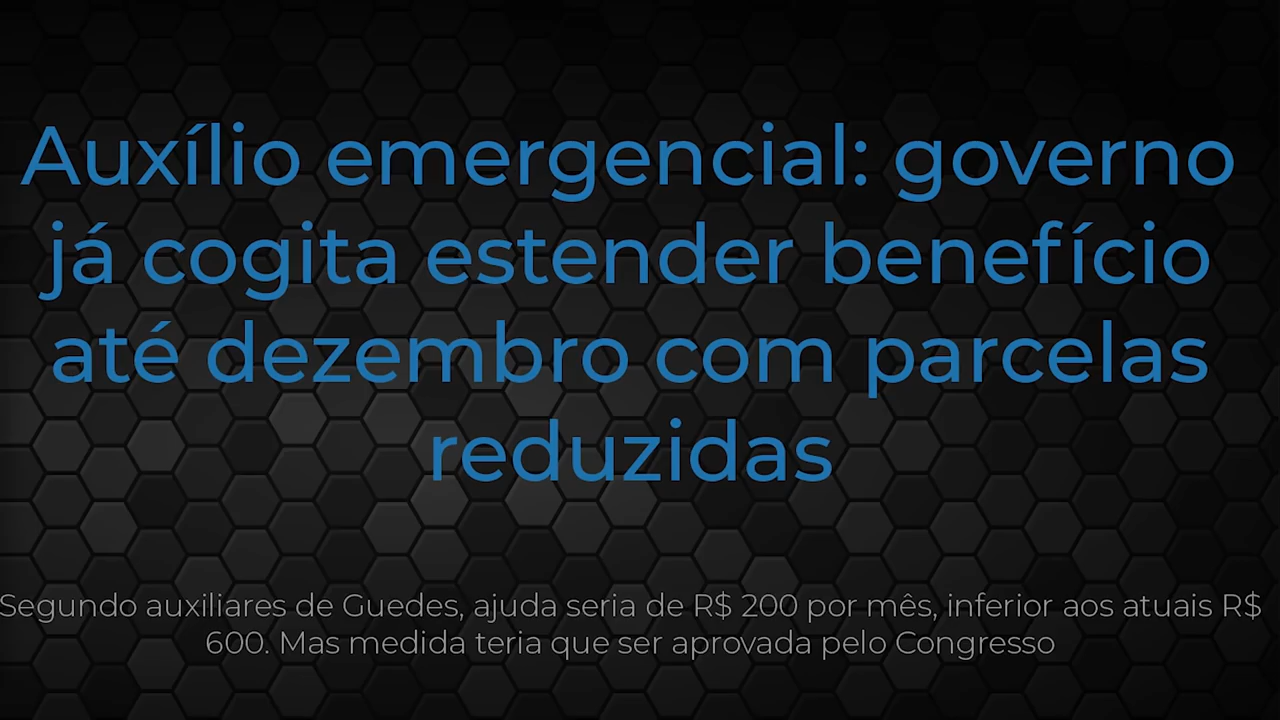 Auxílio emergencial: governo
já cogita estender benefício
até dezembro com parcelas
reduzidas
Segundo auxiliares de Guedes, ajuda seria de R$ 200 por mês, inferior aos atuais R$
600. Mas medida teria que ser aprovada pelo Congresso